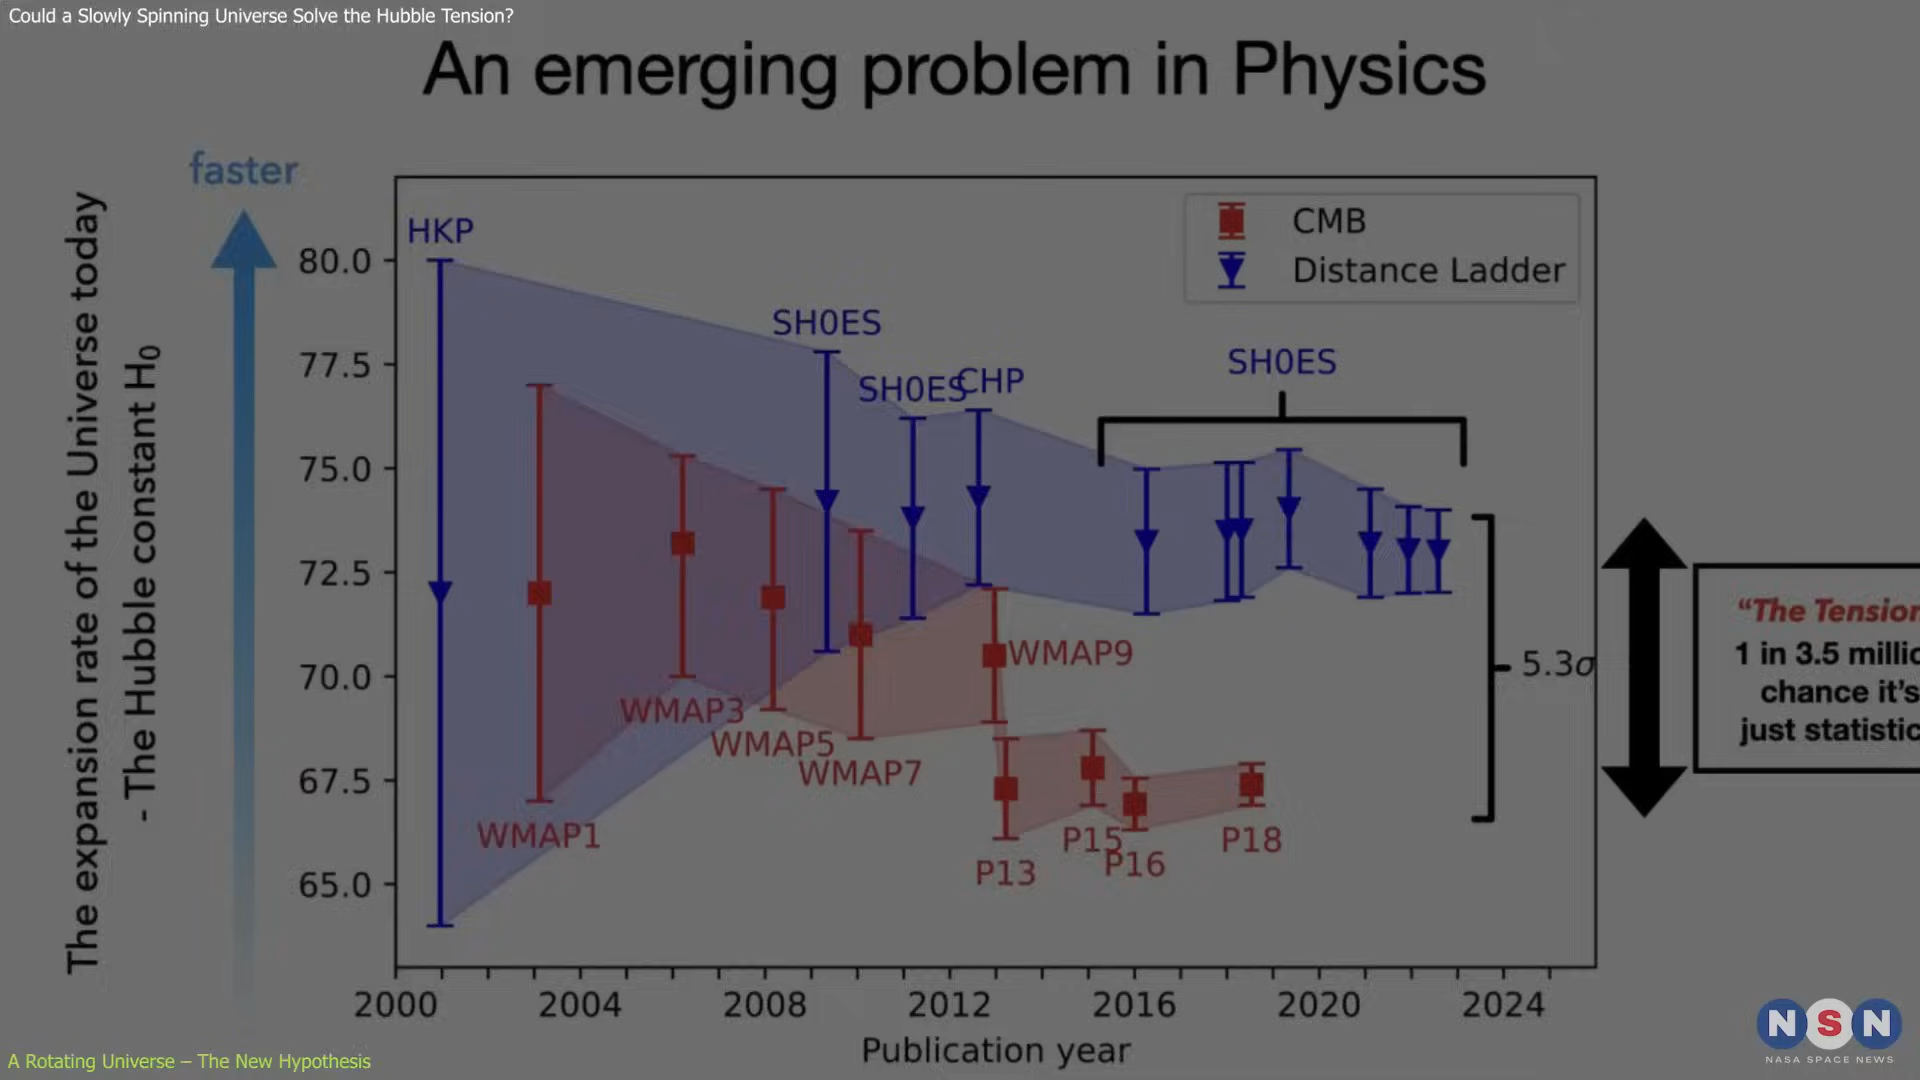 Could a Slowly Spinning Universe Solve the Hubble Tension?
An emerging problem in Physics
faster
The expansion rate of the Universe today
- The Hubble constant H₀
80.0
77.5
75.0
72.5
70.0
67.5
65.0
HKP
SH0ES
SH0ES
CHP
SH0ES
CMB
Distance Ladder
WMAP1
WMAP3
WMAP5
WMAP7
WMAP9
P13
P15
P16
P18
5.3σ
“The Tension
1 in 3.5
chance it's
just
2000 2004 2008 2012 2016 2020 2024
Publication year
A Rotating Universe – The New Hypothesis
NSN
NASA SPACE NEWS